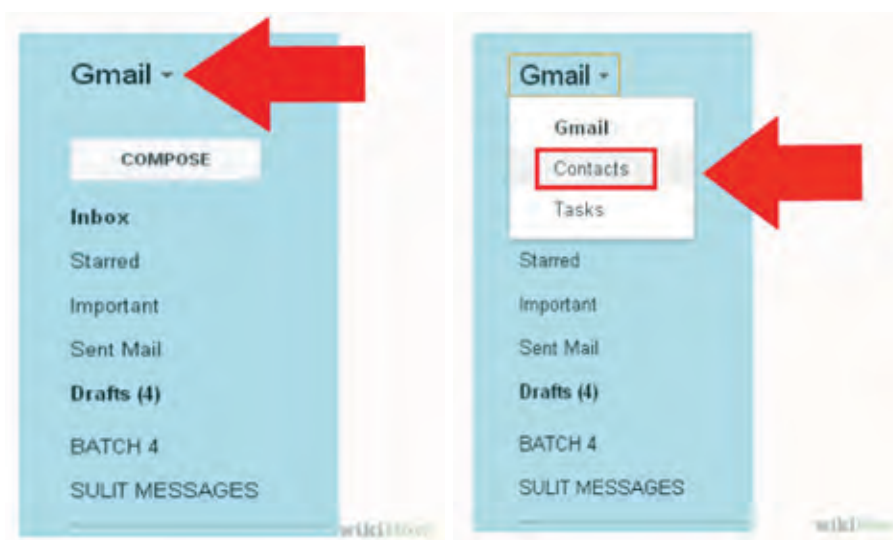 Gmail
COMPOSE
Inbox
Starred
Important
Sent Mail
Drafts (4)
BATCH 4
SULIT MESSAGES
wikiHow
Gmail
Gmail
Contacts
Tasks
Starred
Important
Sent Mail
Drafts (4)
BATCH 4
SULIT MESSAGES